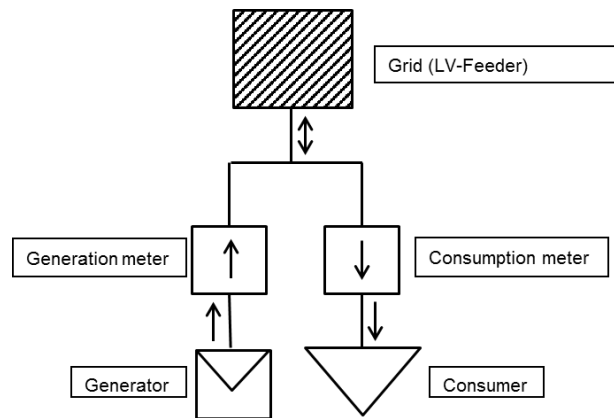 Grid (LV-Feeder)
Generation meter
Consumption meter
Generator
Consumer